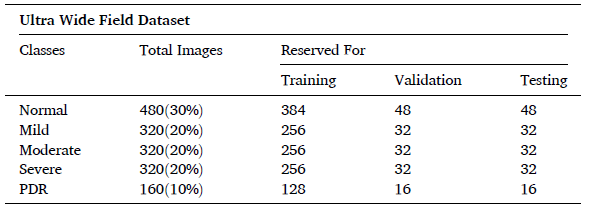 Ultra Wide Field Dataset
Classes Total Images Reserved For
Training Validation Testing
Normal 480(30%) 384 48 48
Mild 320(20%) 256 32 32
Moderate 320(20%) 256 32 32
Severe 320(20%) 256 32 32
PDR 160(10%) 128 16 16